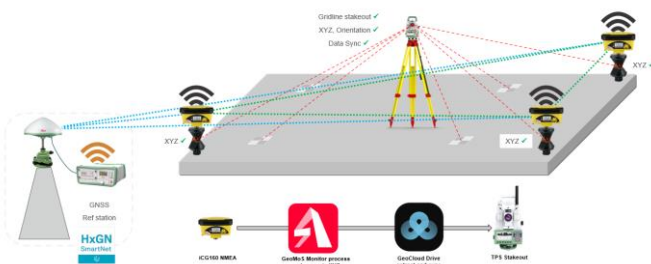 Gridline stakeout ✓
XYZ, Orientation ✓
Data Sync ✓
XYZ ✓
XYZ ✓
XYZ ✓
GNSS
Ref station
HxGN
SmartNet
iCG160 NMEA
GeoMoS Monitor process
GeoCloud Drive
TPS Stakeout